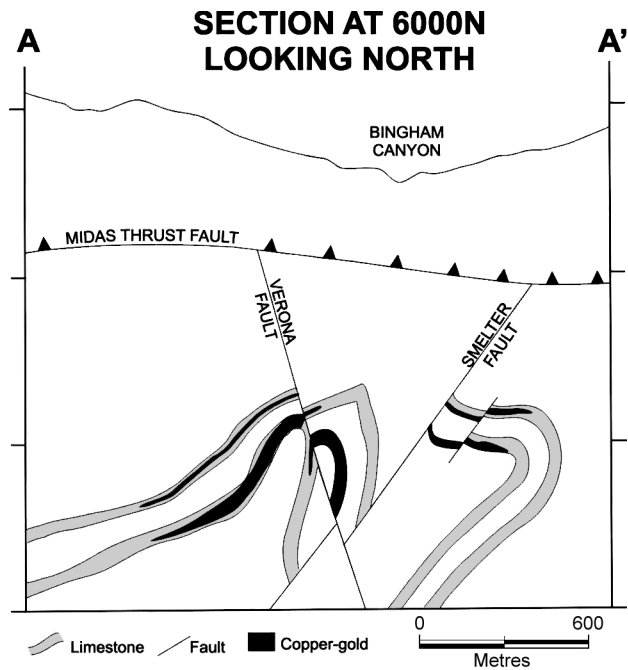 SECTION AT 6000N
LOOKING NORTH
A
A'
BINGHAM
CANYON
MIDAS THRUST FAULT
VERONA
FAULT
SMELTER
FAULT
Limestone
Fault
Copper-gold
0
600
Metres